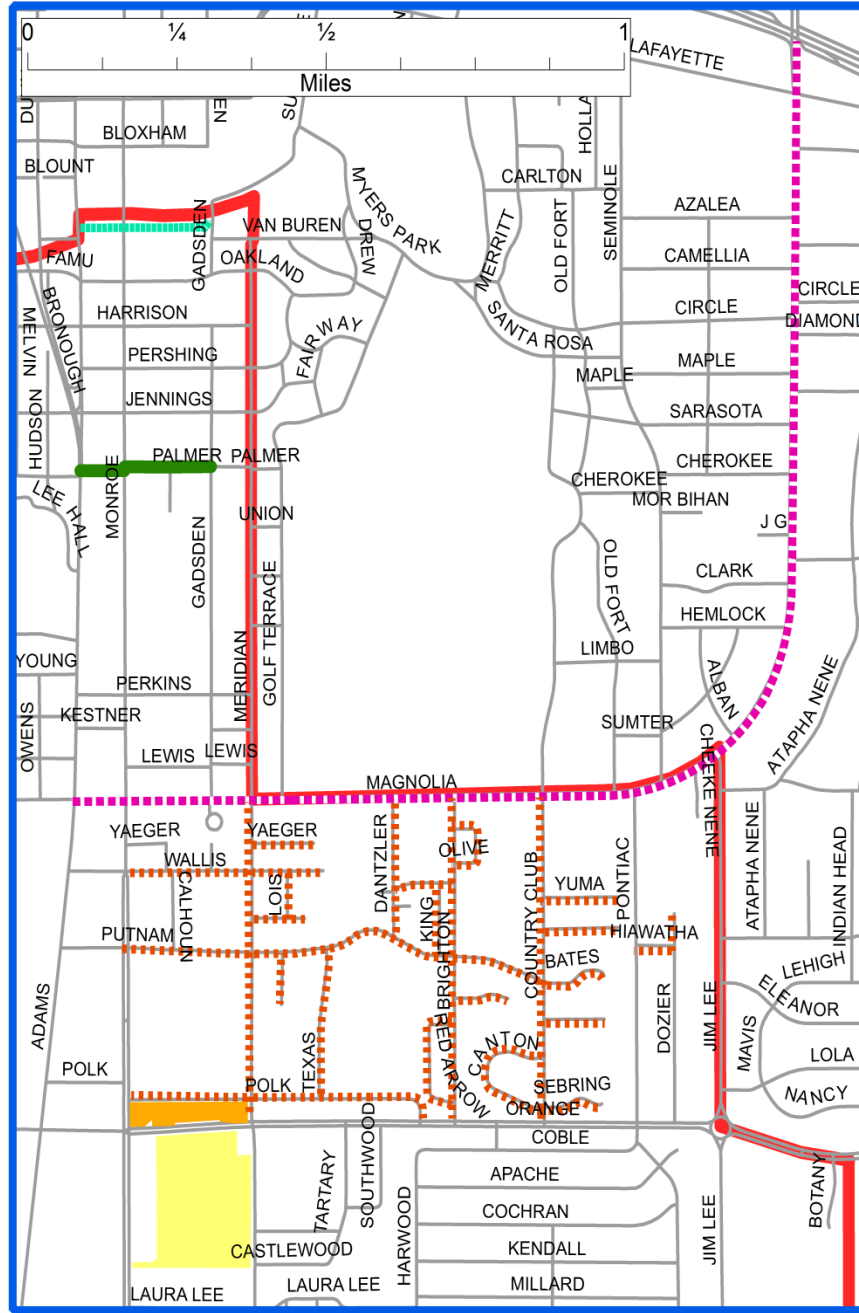 0 ¼ ½ 1
Miles
LAFAYETTE
BLOXHAM
BLOUNT
CARLTON
HOLLA
SEMINOLE
MYERS PARK
MERRITT
OLD FORT
AZALEA
GADSDEN
VAN BUREN
DREW
FAMU
OAKLAND
CAMELLIA
BRONOUGH
HARRISON
CIRCLE
CIRCLE
DIAMOND
MELVIN
FAIRWAY
SANTA ROSA
PERSHING
MAPLE
MAPLE
HUDSON
JENNINGS
SARASOTA
PALMER
PALMER
CHEROKEE
CHEROKEE
LEE HALL
MONROE
UNION
MOR BIHAN
J G
GADSDEN
OLD FORT
CLARK
HEMLOCK
YOUNG
MERIDIAN
GOLF TERRACE
LIMBO
ALBAN
ATAPHA NENE
PERKINS
KESTNER
OWENS
SUMTER
LEWIS
LEWIS
CHEEKE NENE
MAGNOLIA
YAEGER
YAEGER
WALLIS
DANTZLER
OLIVE
COUNTRY CLUB
PONTIAC
ATAPHA NENE
INDIAN HEAD
CALHOUN
LOIS
KING
YUMA
PUTNAM
BRIGHTON
HIAWATHA
BATES
LEHIGH
ELEANOR
ADAMS
TEXAS
RED ARROW
CANTON
DOZIER
JIM LEE
MAVIS
LOLA
POLK
POLK
SEBRING
NANCY
ORANGE
COBLE
TARTARY
SOUTHWOOD
HARWOOD
APACHE
BOTANY
COCHRAN
JIM LEE
CASTLEWOOD
KENDALL
LAURA LEE
LAURA LEE
MILLARD